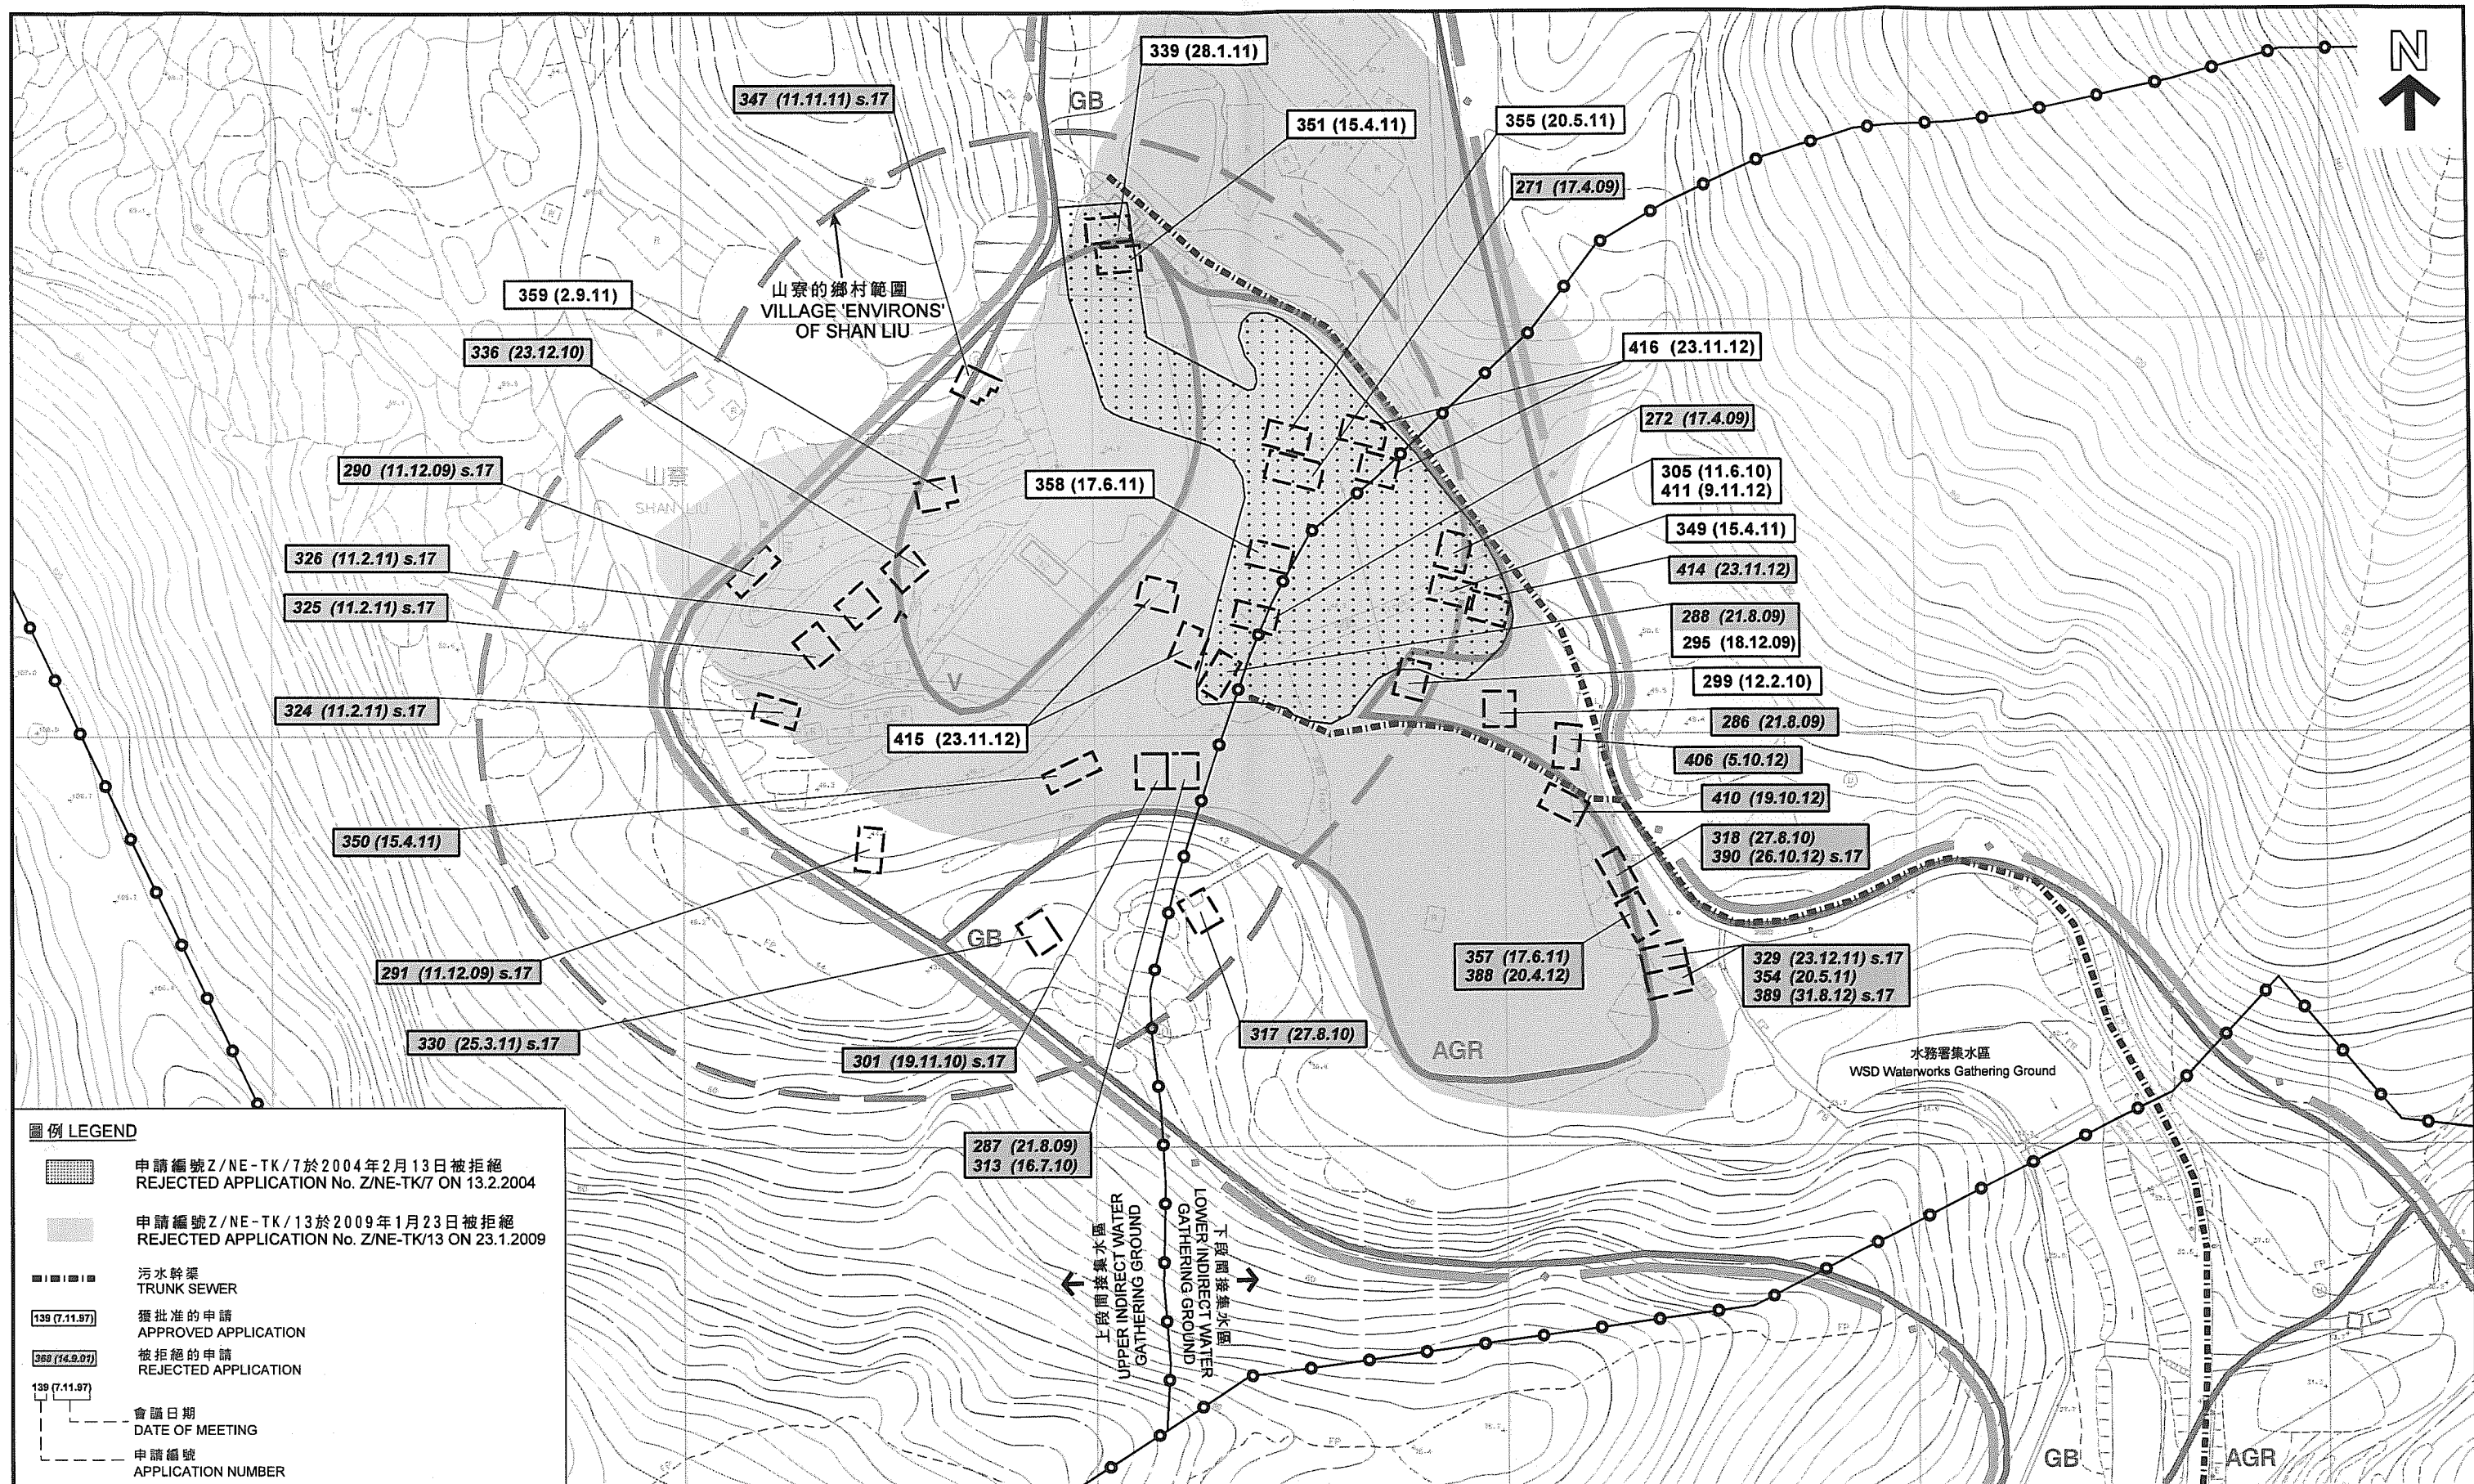 339 (28.1.11)
N
347 (11.11.11) s.17
GB
351 (15.4.11)
355 (20.5.11)
271 (17.4.09)
359 (2.9.11)
山寮的鄉村範圍
VILLAGE 'ENVIRONS'
OF SHAN LIU
336 (23.12.10)
416 (23.11.12)
272 (17.4.09)
290 (11.12.09) s.17
山寮
SHAN LIU
358 (17.6.11)
305 (11.6.10)
411 (9.11.12)
349 (15.4.11)
326 (11.2.11) s.17
414 (23.11.12)
325 (11.2.11) s.17
288 (21.8.09)
295 (18.12.09)
V
299 (12.2.10)
324 (11.2.11) s.17
286 (21.8.09)
415 (23.11.12)
406 (5.10.12)
410 (19.10.12)
350 (15.4.11)
318 (27.8.10)
390 (26.10.12) s.17
GB
291 (11.12.09) s.17
357 (17.6.11)
388 (20.4.12)
329 (23.12.11) s.17
354 (20.5.11)
389 (31.8.12) s.17
330 (25.3.11) s.17
301 (19.11.10) s.17
317 (27.8.10)
AGR
水務署集水區
WSD Waterworks Gathering Ground
287 (21.8.09)
313 (16.7.10)
上段間接集水區
UPPER INDIRECT WATER
GATHERING GROUND
LOWER INDIRECT WATER
GATHERING GROUND
下段間接集水區
GB
AGR
圖例 LEGEND
申請編號Z/NE-TK/7於2004年2月13日被拒絕
REJECTED APPLICATION No. Z/NE-TK/7 ON 13.2.2004
申請編號Z/NE-TK/13於2009年1月23日被拒絕
REJECTED APPLICATION No. Z/NE-TK/13 ON 23.1.2009
污水幹渠
TRUNK SEWER
139 (7.11.97)
獲批准的申請
APPROVED APPLICATION
368 (14.9.01)
被拒絕的申請
REJECTED APPLICATION
139 (7.11.97)
會議日期
DATE OF MEETING
申請編號
APPLICATION NUMBER